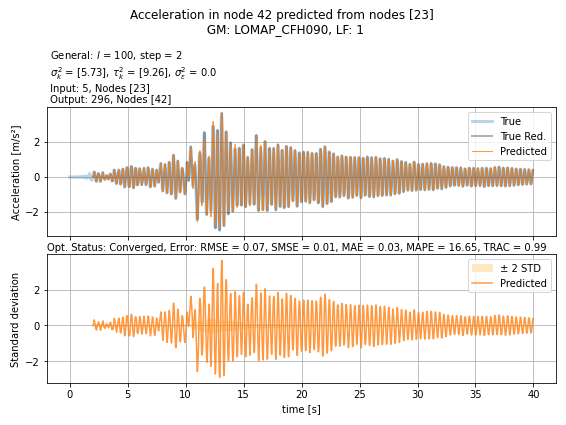 Acceleration in node 42 predicted from nodes [23]
GM: LOMAP_CFH090, LF: 1
General: l = 100, step = 2
σ²ₖ = [5.73], τ²ₖ = [9.26], σ²ε = 0.0
Input: 5, Nodes [23]
Output: 296, Nodes [42]
Acceleration [m/s²]
2
0
−2
True
True Red.
Predicted
Opt. Status: Converged, Error: RMSE = 0.07, SMSE = 0.01, MAE = 0.03, MAPE = 16.65, TRAC = 0.99
Standard deviation
2
0
−2
± 2 STD
Predicted
0 5 10 15 20 25 30 35 40
time [s]